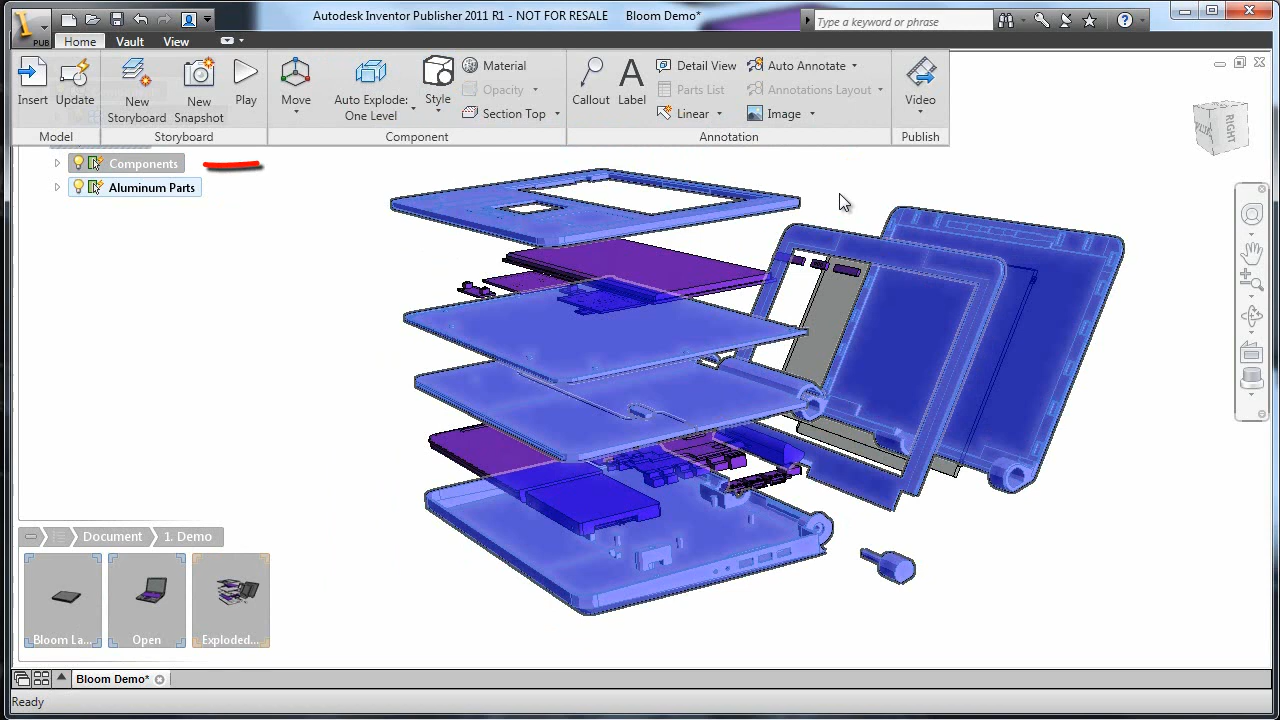 Autodesk Inventor Publisher 2011 R1 - NOT FOR RESALE Bloom Demo*
Type a keyword or phrase
PUB
Home Vault View
Insert Update New Storyboard New Snapshot Play
Move Auto Explode: One Level Style
Material
Opacity
Section Top
Callout Label
Detail View
Parts List
Linear
Auto Annotate
Annotations Layout
Image
Video
Model Storyboard Component Annotation Publish
Components
Aluminum Parts
RIGHT
Document 1. Demo
Bloom La... Open Exploded...
Bloom Demo*
Ready